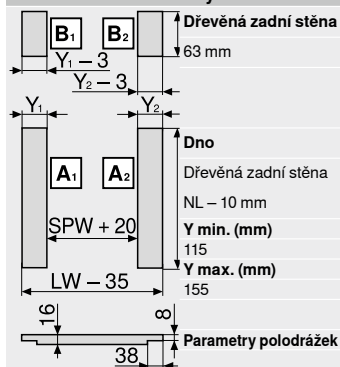 B1
B2
Dřevěná zadní stěna
63 mm
Y1 – 3
Y2 – 3
Y1
Y2
A1
A2
Dno
Dřevěná zadní stěna
NL – 10 mm
SPW + 20
Y min. (mm)
115
Y max. (mm)
155
LW – 35
16
8
38
Parametry polodrážek